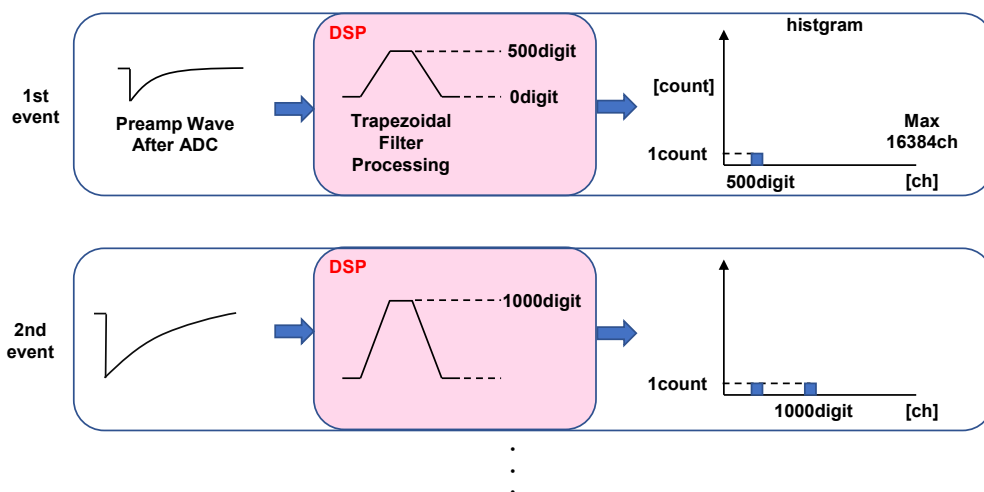 1st
event
Preamp Wave
After ADC
DSP
500digit
0digit
Trapezoidal
Filter
Processing
histgram
[count]
Max
16384ch
1count
500digit
[ch]
2nd
event
DSP
1000digit
1count
1000digit
[ch]